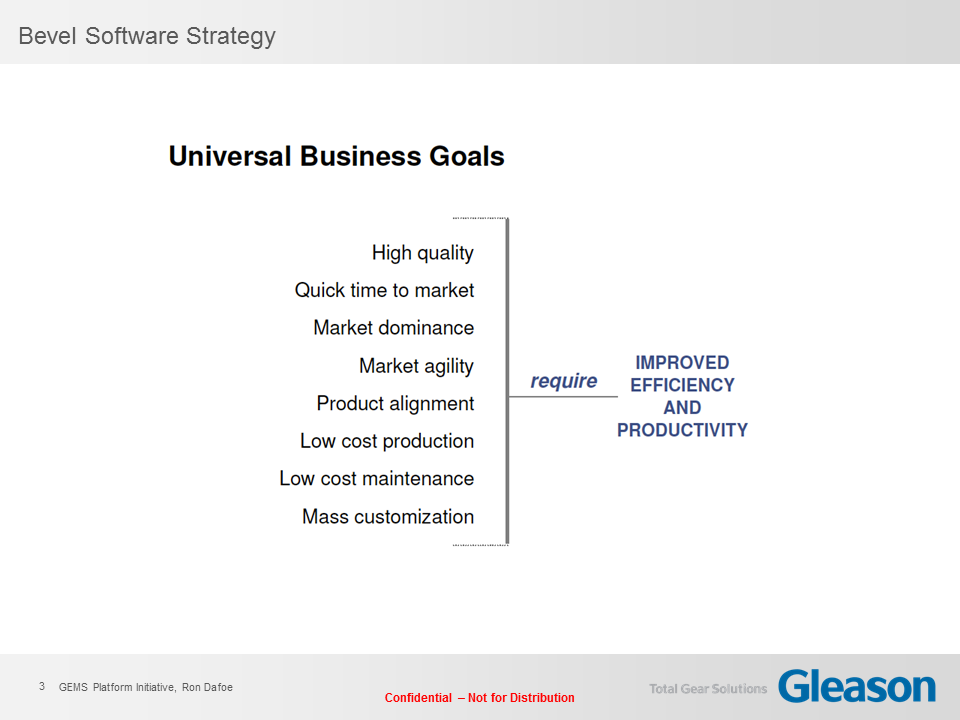 Bevel Software Strategy
Universal Business Goals
High quality
Quick time to market
Market dominance
Market agility
Product alignment
Low cost production
Low cost maintenance
Mass customization
require
IMPROVED
EFFICIENCY
AND
PRODUCTIVITY
3 GEMS Platform Initiative, Ron Dafoe
Confidential – Not for Distribution
Total Gear Solutions Gleason